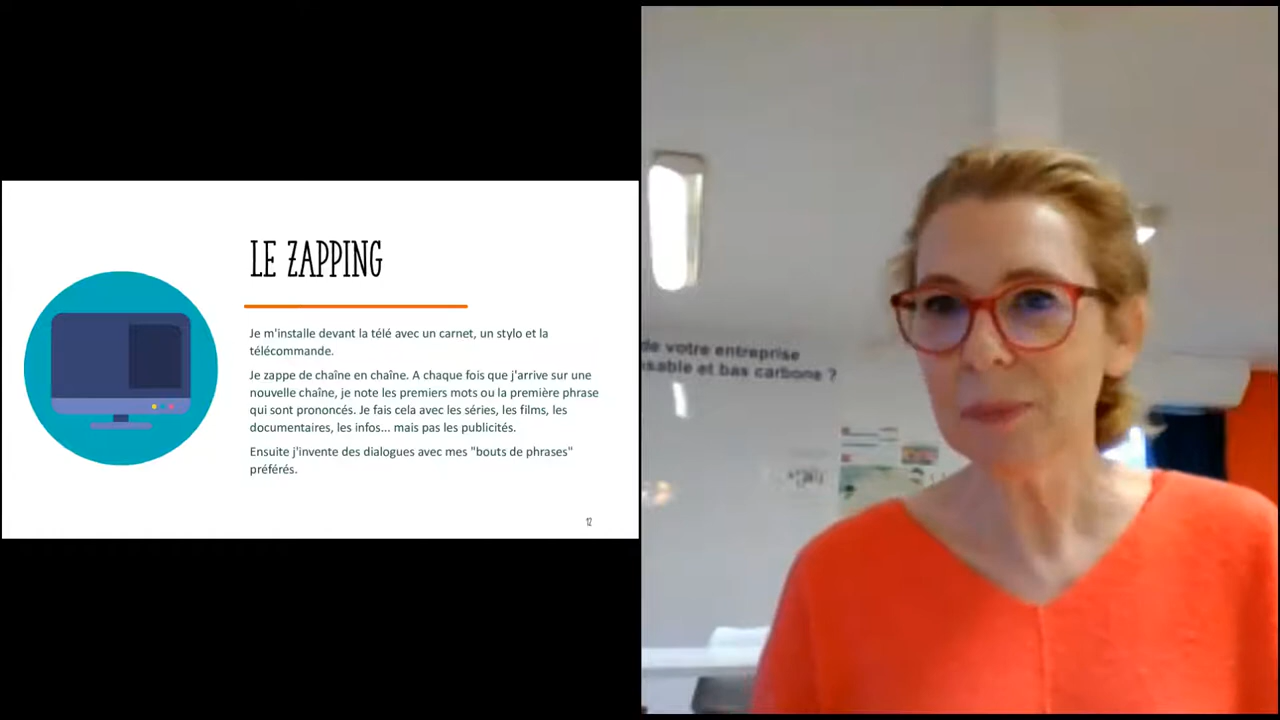 LE ZAPPING
Je m'installe devant la télé avec un carnet, un stylo et la
télécommande.
Je zappe de chaîne en chaîne. A chaque fois que j'arrive sur une
nouvelle chaîne, je note les premiers mots ou la première phrase
qui sont prononcés. Je fais cela avec les séries, les films, les
documentaires, les infos... mais pas les publicités.
Ensuite j'invente des dialogues avec mes "bouts de phrases"
préférés.
12
de votre entreprise
sable et bas carbone ?